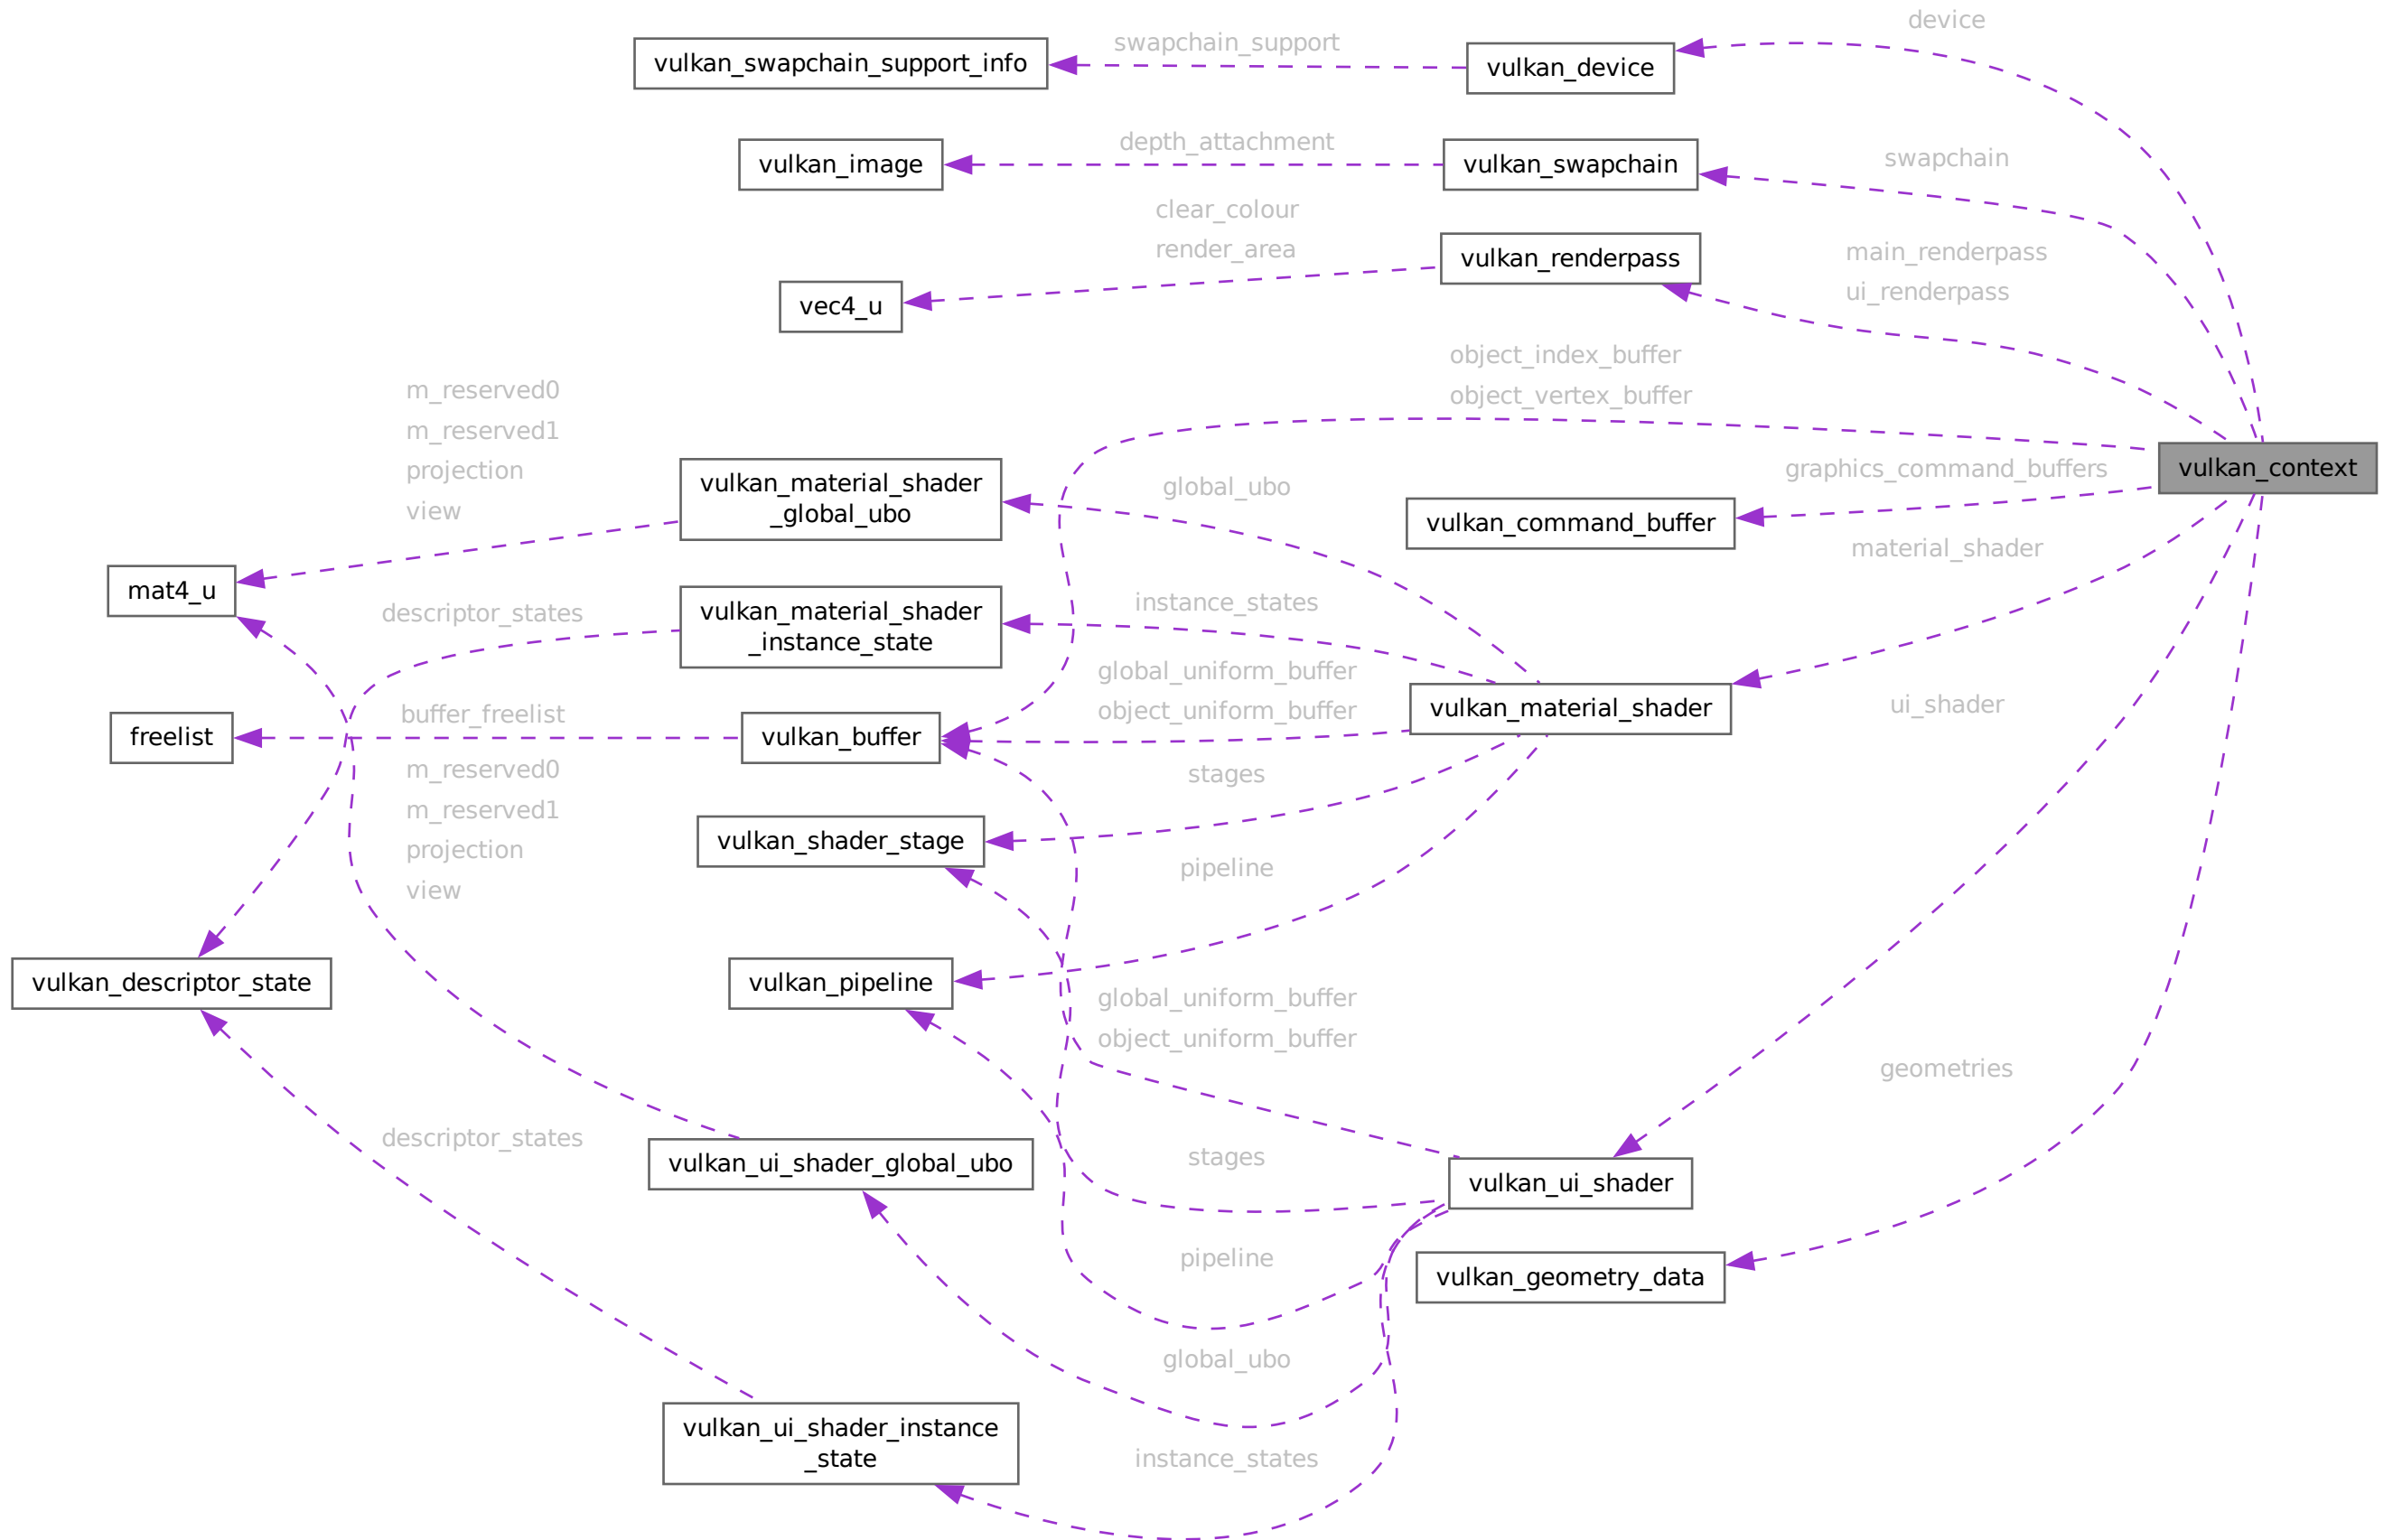 device
swapchain_support
vulkan_swapchain_support_info
vulkan_device
depth_attachment
vulkan_image
vulkan_swapchain
swapchain
clear_colour
render_area
vulkan_renderpass
main_renderpass
ui_renderpass
vec4_u
object_index_buffer
object_vertex_buffer
m_reserved0
m_reserved1
projection
view
vulkan_material_shader
_global_ubo
global_ubo
graphics_command_buffers
vulkan_context
vulkan_command_buffer
material_shader
mat4_u
descriptor_states
vulkan_material_shader
_instance_state
instance_states
global_uniform_buffer
object_uniform_buffer
vulkan_material_shader
ui_shader
freelist
buffer_freelist
vulkan_buffer
m_reserved0
m_reserved1
projection
view
stages
vulkan_shader_stage
pipeline
vulkan_descriptor_state
vulkan_pipeline
global_uniform_buffer
object_uniform_buffer
geometries
descriptor_states
vulkan_ui_shader_global_ubo
stages
vulkan_ui_shader
pipeline
vulkan_geometry_data
global_ubo
vulkan_ui_shader_instance
_state
instance_states